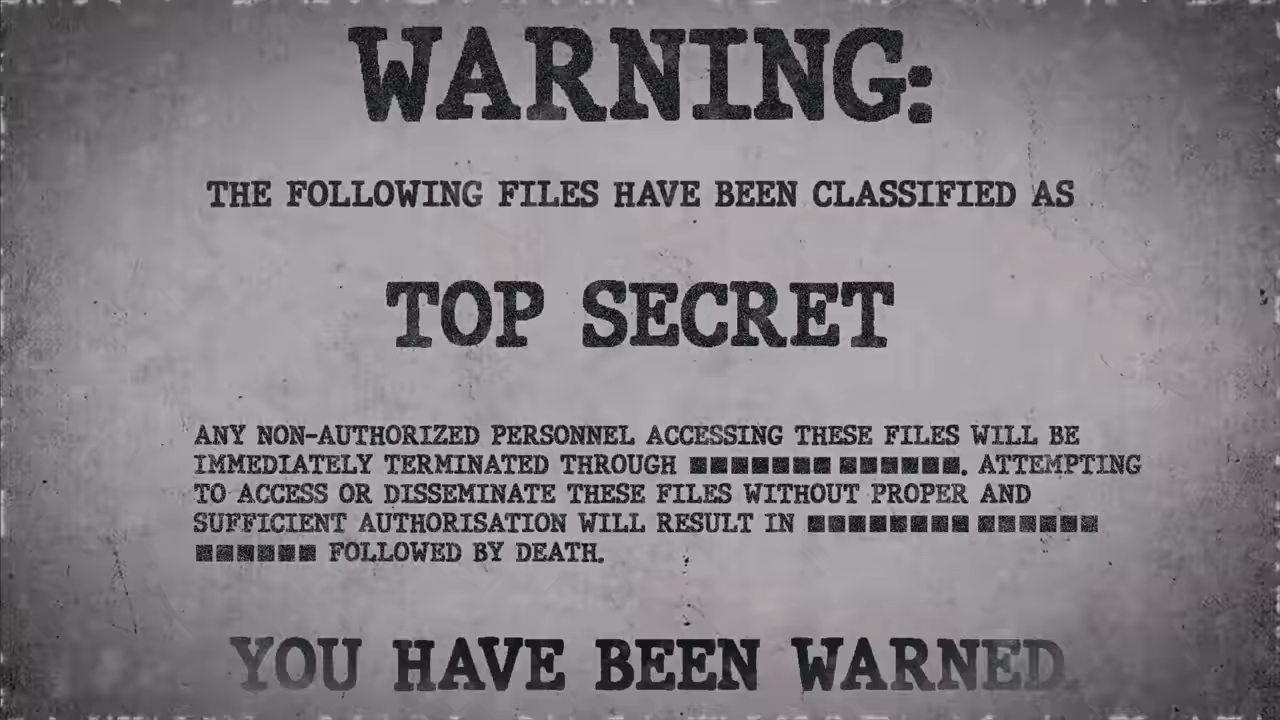 WARNING:
THE FOLLOWING FILES HAVE BEEN CLASSIFIED AS
TOP SECRET
ANY NON-AUTHORIZED PERSONNEL ACCESSING THESE FILES WILL BE
IMMEDIATELY TERMINATED THROUGH ■■■■■■■ ■■■■■■. ATTEMPTING
TO ACCESS OR DISSEMINATE THESE FILES WITHOUT PROPER AND
SUFFICIENT AUTHORISATION WILL RESULT IN ■■■■■■■■ ■■■■■■
■■■■■■ FOLLOWED BY DEATH.
YOU HAVE BEEN WARNED.